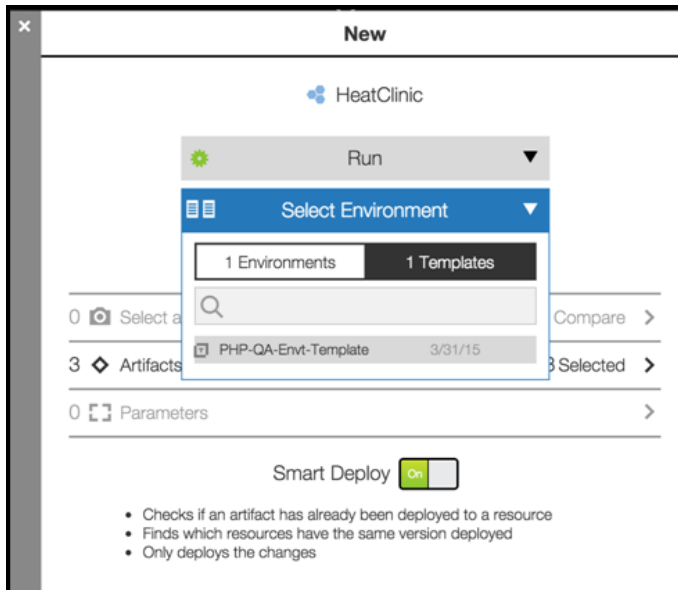 New
HeatClinic
Run
Select Environment
1 Environments 1 Templates
0 Select a Compare
PHP-QA-Envt-Template 3/31/15
3 Artifacts Selected
0 Parameters
Smart Deploy On
• Checks if an artifact has already been deployed to a resource
• Finds which resources have the same version deployed
• Only deploys the changes